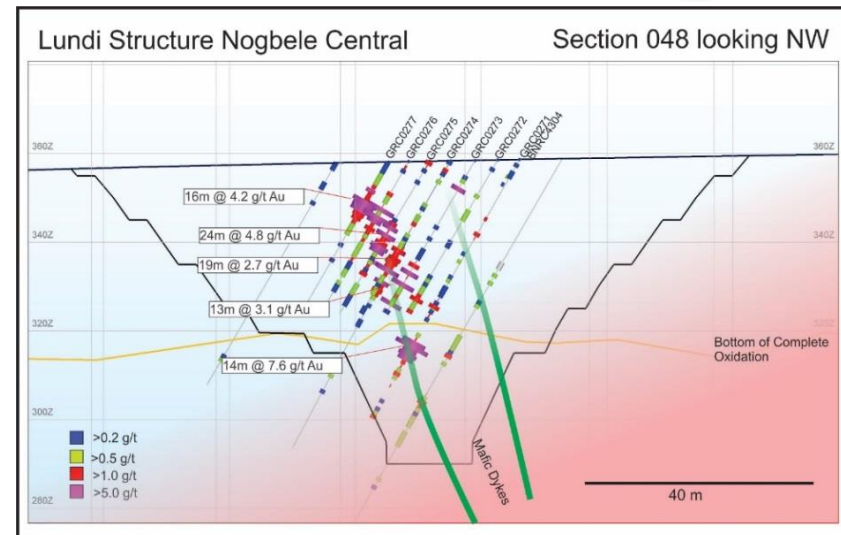 Lundi Structure Nogbele Central
Section 048 looking NW
GRC0277
GRC0276
GRC0275
GRC0274
GRC0273
GRC0272
GRC0271
BNRC4304
360Z
360Z
16m @ 4.2 g/t Au
24m @ 4.8 g/t Au
340Z
340Z
19m @ 2.7 g/t Au
13m @ 3.1 g/t Au
320Z
320Z
Bottom of Complete
Oxidation
14m @ 7.6 g/t Au
300Z
>0.2 g/t
>0.5 g/t
>1.0 g/t
>5.0 g/t
Mafic Dykes
40 m
280Z